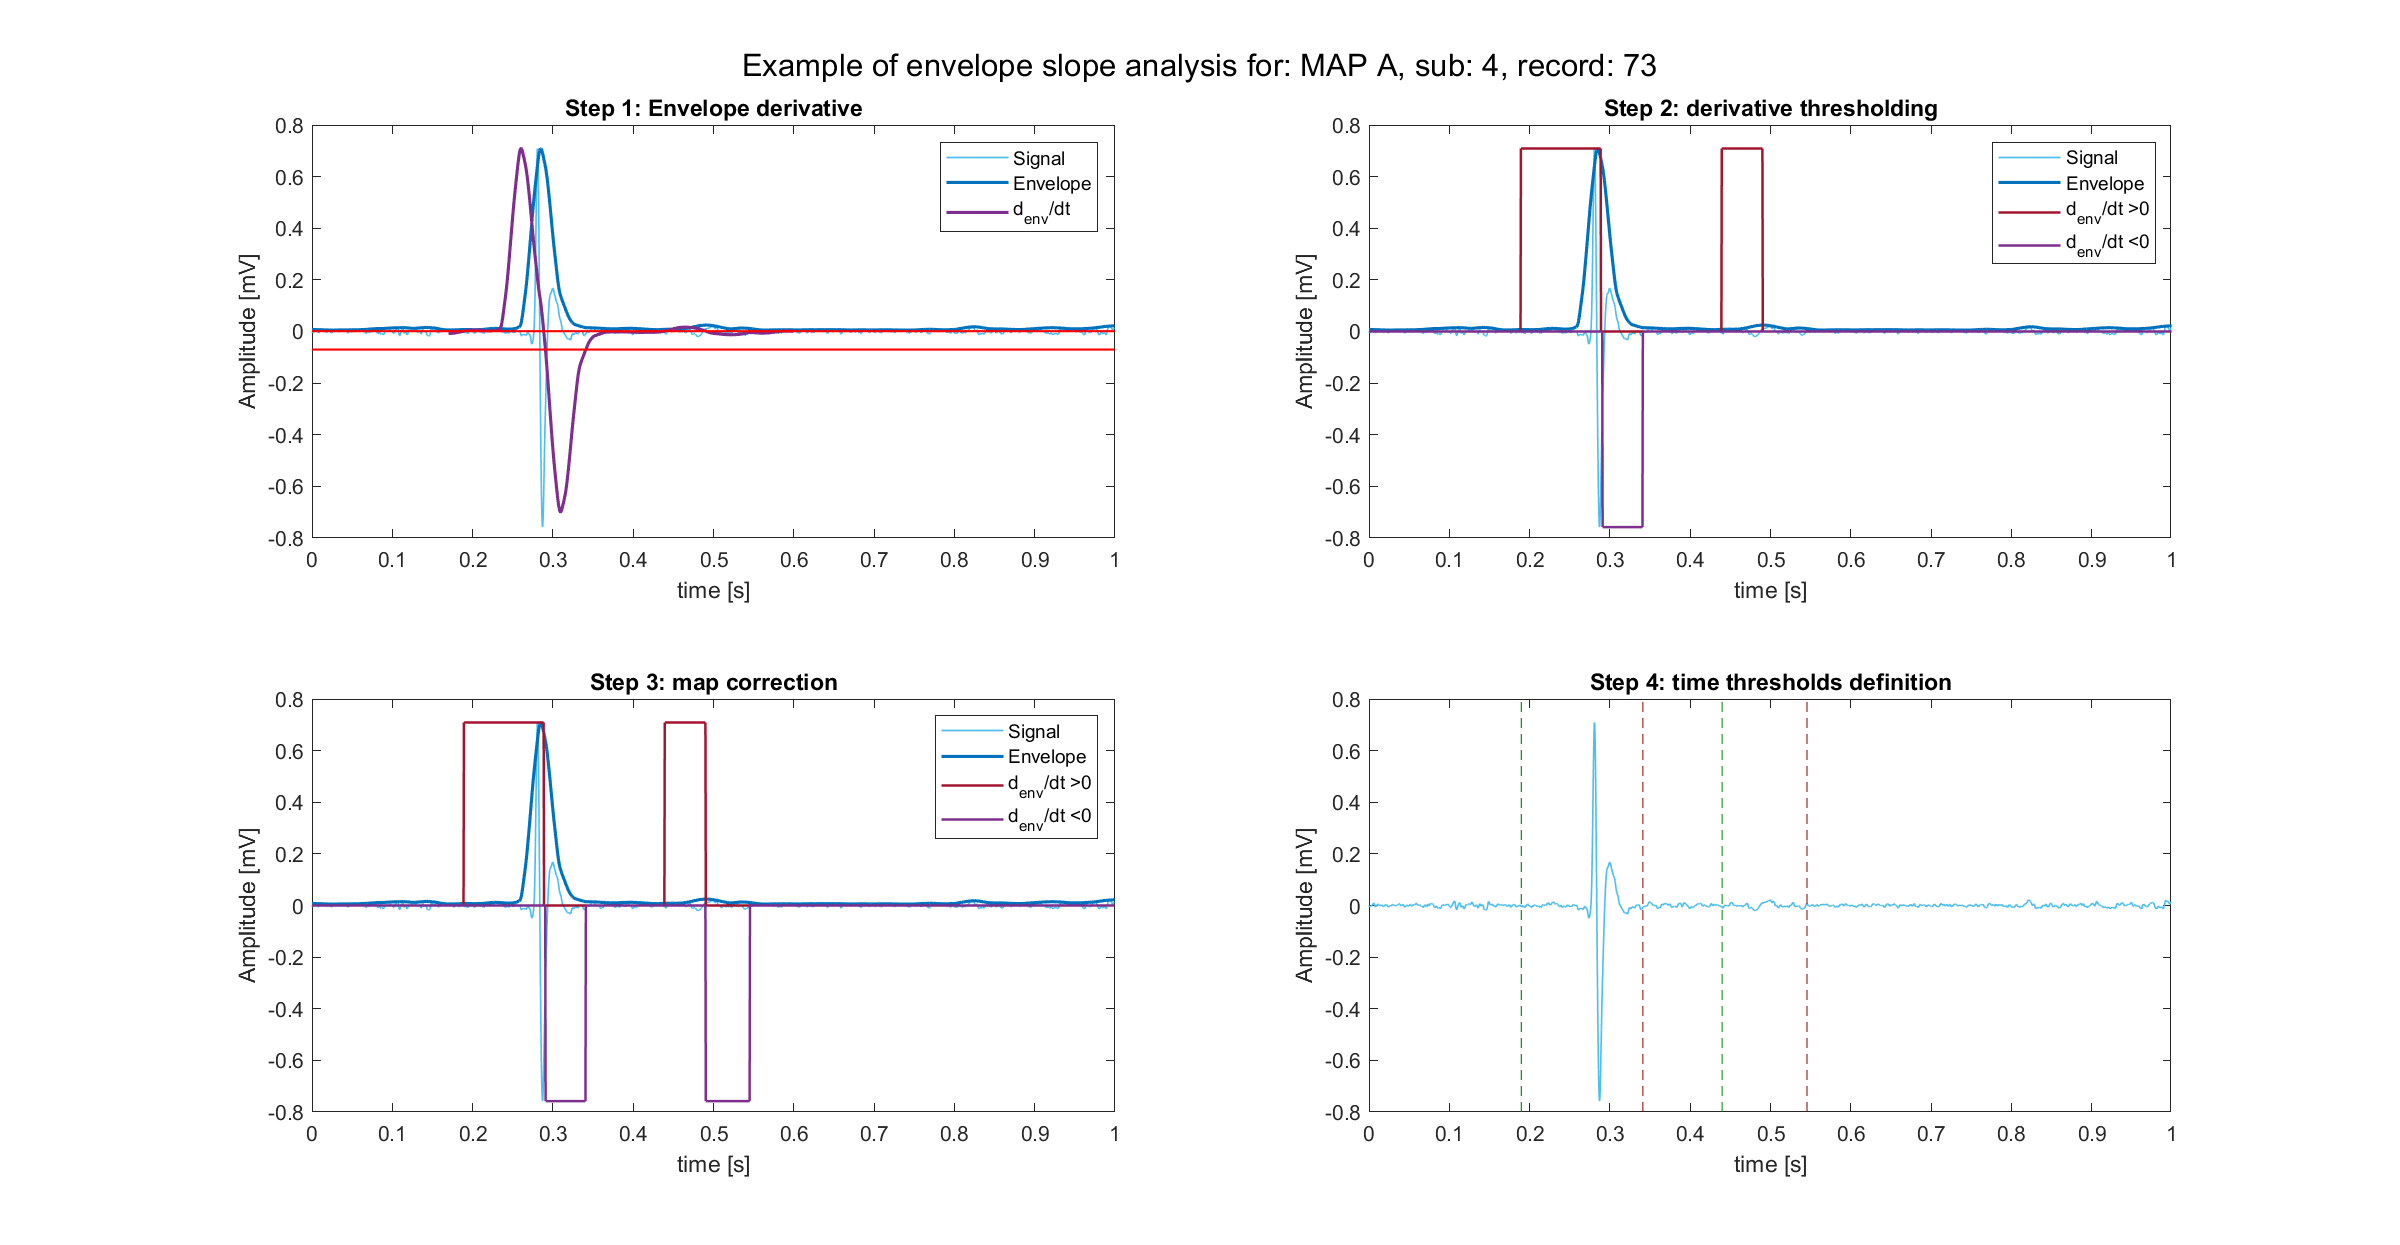 Example of envelope slope analysis for: MAP A, sub: 4, record: 73
Step 1: Envelope derivative
0.8
0.6
0.4
0.2
0
-0.2
-0.4
-0.6
-0.8
Amplitude [mV]
0 0.1 0.2 0.3 0.4 0.5 0.6 0.7 0.8 0.9 1
time [s]
Signal
Envelope
denv/dt
Step 2: derivative thresholding
0.8
0.6
0.4
0.2
0
-0.2
-0.4
-0.6
-0.8
Amplitude [mV]
0 0.1 0.2 0.3 0.4 0.5 0.6 0.7 0.8 0.9 1
time [s]
Signal
Envelope
denv/dt >0
denv/dt <0
Step 3: map correction
0.8
0.6
0.4
0.2
0
-0.2
-0.4
-0.6
-0.8
Amplitude [mV]
0 0.1 0.2 0.3 0.4 0.5 0.6 0.7 0.8 0.9 1
time [s]
Signal
Envelope
denv/dt >0
denv/dt <0
Step 4: time thresholds definition
0.8
0.6
0.4
0.2
0
-0.2
-0.4
-0.6
-0.8
Amplitude [mV]
0 0.1 0.2 0.3 0.4 0.5 0.6 0.7 0.8 0.9 1
time [s]